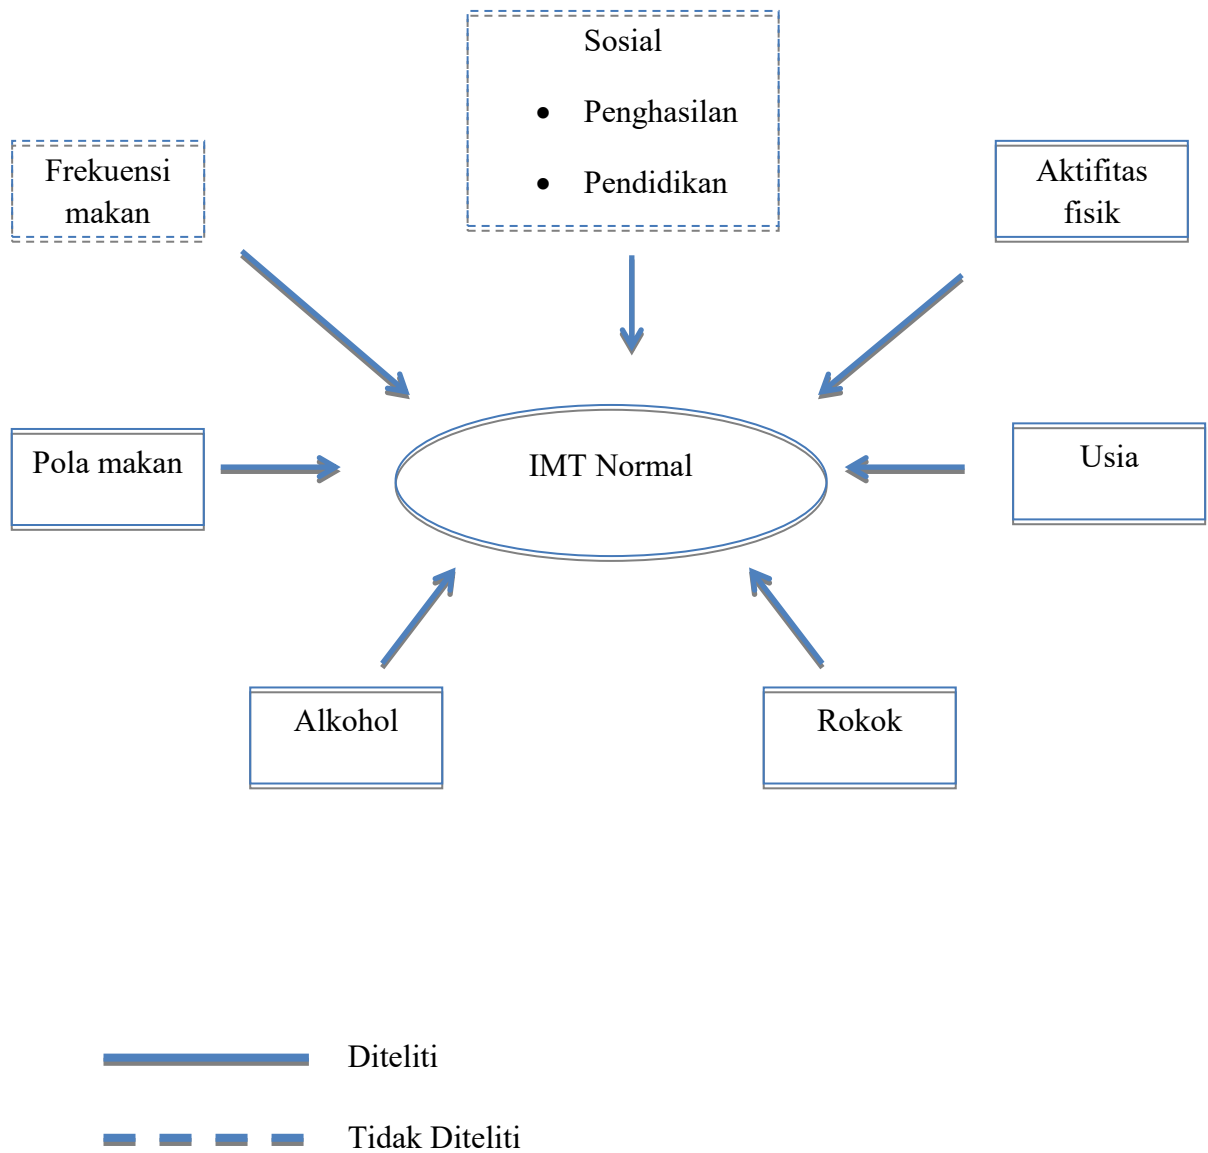 Sosial
• Penghasilan
• Pendidikan
Frekuensi
makan
Aktifitas
fisik
Pola makan
IMT Normal
Usia
Alkohol
Rokok
Diteliti
Tidak Diteliti